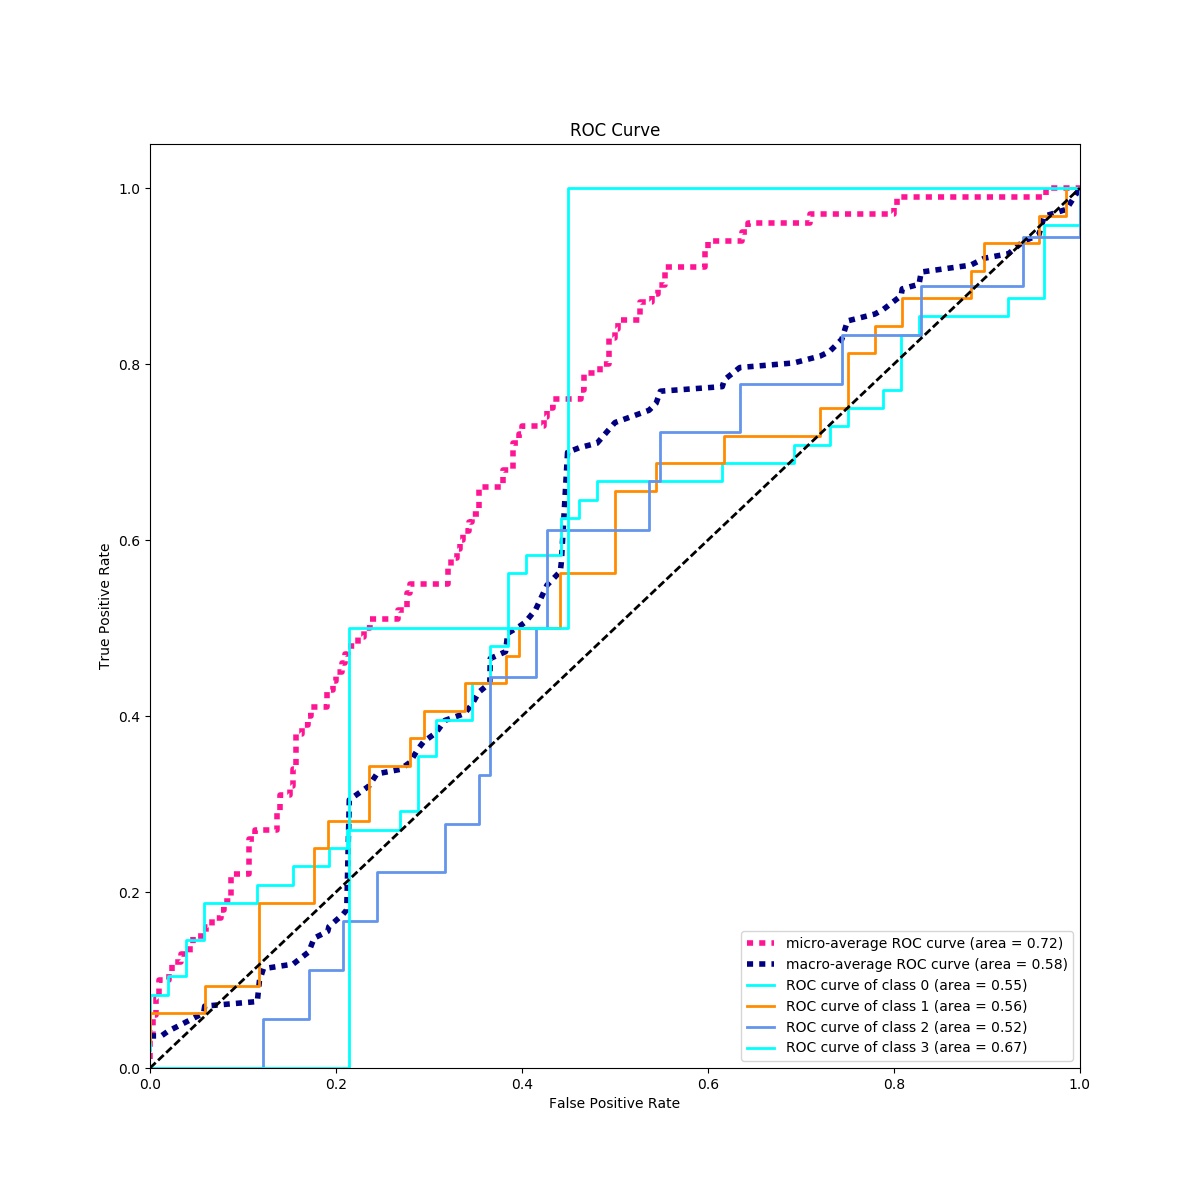 ROC Curve
1.0
0.8
0.6
0.4
0.2
0.0
True Positive Rate
micro-average ROC curve (area = 0.72)
macro-average ROC curve (area = 0.58)
ROC curve of class 0 (area = 0.55)
ROC curve of class 1 (area = 0.56)
ROC curve of class 2 (area = 0.52)
ROC curve of class 3 (area = 0.67)
0.0 0.2 0.4 0.6 0.8 1.0
False Positive Rate